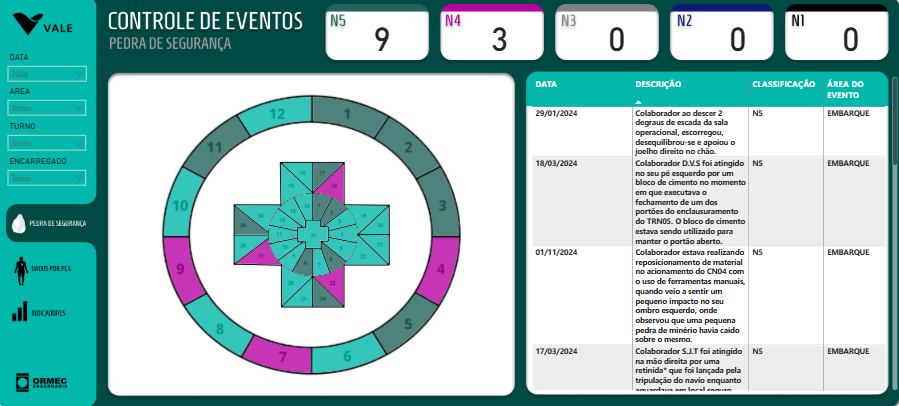 VALE
CONTROLE DE EVENTOS
PEDRA DE SEGURANÇA
N5
9
N4
3
N3
0
N2
0
N1
0
DATA
2024
ÁREA
Todos
TURNO
Todos
ENCARREGADO
Todos
PEDRA DE SEGURANÇA
DADOS POR PCA
INDICADORES
ORMEC
ENGENHARIA
12
1
11
2
10
3
9
4
8
5
7
6
DATA
DESCRIÇÃO
CLASSIFICAÇÃO
ÁREA DO
EVENTO
29/01/2024
Colaborador ao descer 2
degraus de escada da sala
operacional, escorregou,
desequilibrou-se e apoiou o
joelho direito no chão.
N5
EMBARQUE
18/03/2024
Colaborador D.V.S foi atingido
no seu pé esquerdo por um
bloco de cimento no momento
em que executava o
fechamento de um dos
portões do enclausuramento
do TRN05. O bloco de cimento
estava sendo utilizado para
manter o portão aberto.
N5
EMBARQUE
01/11/2024
Colaborador estava realizando
reposicionamento de material
no acionamento do CN04 com
o uso de ferramentas manuais,
quando veio a sentir um
pequeno impacto no seu
ombro esquerdo, onde
observou que uma pequena
pedra de minério havia caído
sobre o mesmo.
N5
EMBARQUE
17/03/2024
Colaborador S.J.T foi atingido
na mão direita por uma
retinida" que foi lançada pela
tripulação do navio enquanto
aguardava em local seguro
N5
EMBARQUE